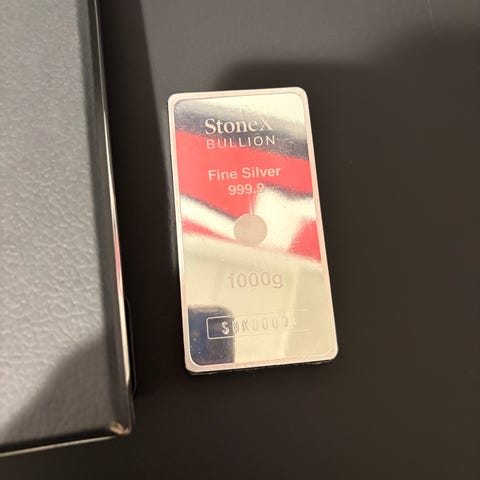 StoneX
BULLION
Fine Silver
999.9
1000g